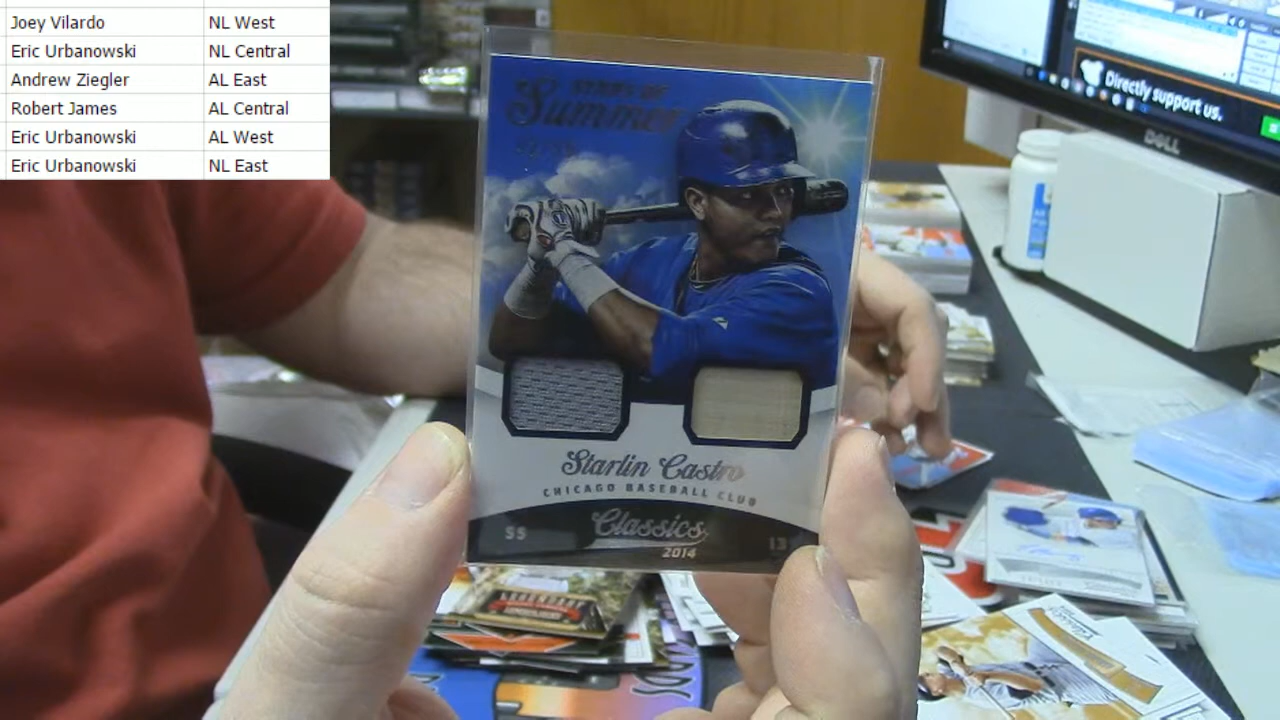 Joey Vilardo NL West
Eric Urbanowski NL Central
Andrew Ziegler AL East
Robert James AL Central
Eric Urbanowski AL West
Eric Urbanowski NL East
Summer
Directly support us.
DELL
Starlin Castro
CHICAGO BASEBALL CLUB
Classics
SS 13
2014
LEGENDARY